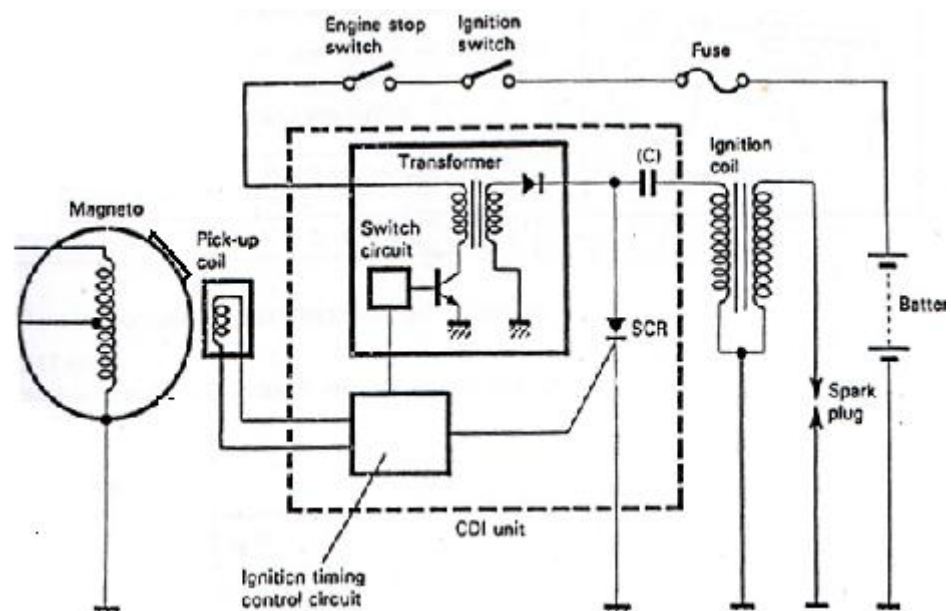 Engine stop
switch
Ignition
switch
Fuse
Transformer
(C)
Ignition
coil
Magneto
Pick-up
coil
Switch
circuit
SCR
Batter
Spark
plug
CDI unit
Ignition timing
control circuit